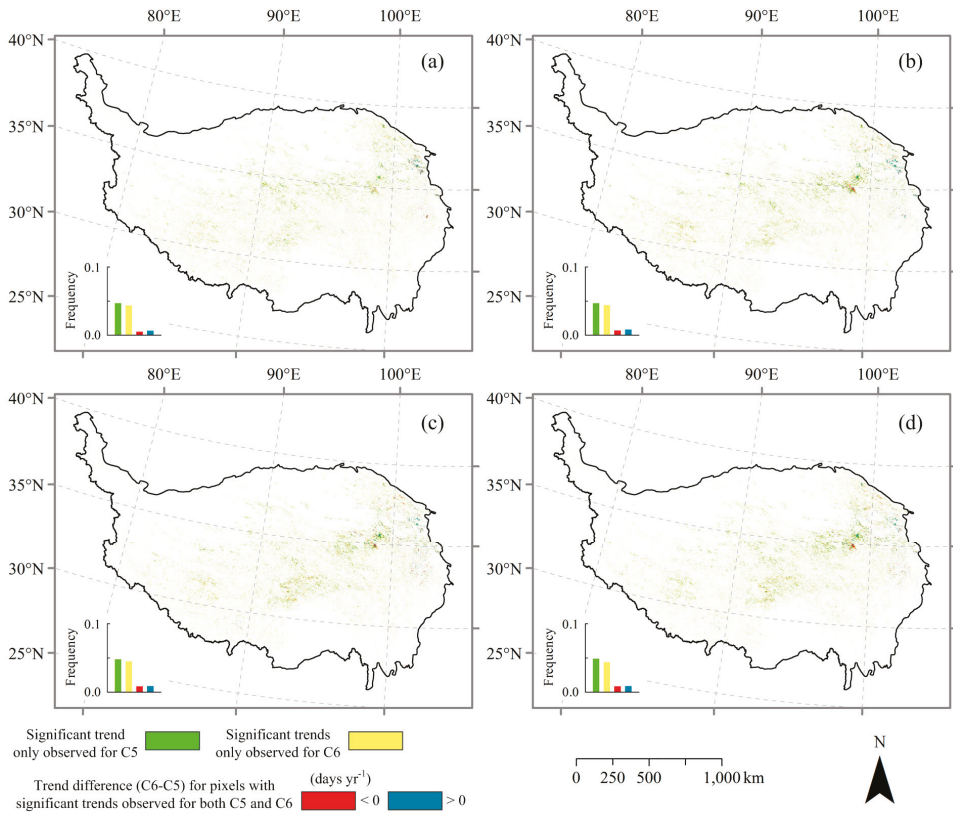 80°E 90°E 100°E 80°E 90°E 100°E
40°N 40°N
(a) (b)
35°N 35°N
30°N 30°N
0.1 0.1
Frequency Frequency
25°N 25°N
0.0 0.0
80°E 90°E 100°E 80°E 90°E 100°E
40°N 40°N
(c) (d)
35°N 35°N
30°N 30°N
0.1 0.1
Frequency Frequency
25°N 25°N
0.0 0.0
Significant trend
only observed for C5
Significant trends
only observed for C6
Trend difference (C6-C5) for pixels with
significant trends observed for both C5 and C6
(days yr⁻¹)
< 0 > 0
0 250 500 1,000 km
N